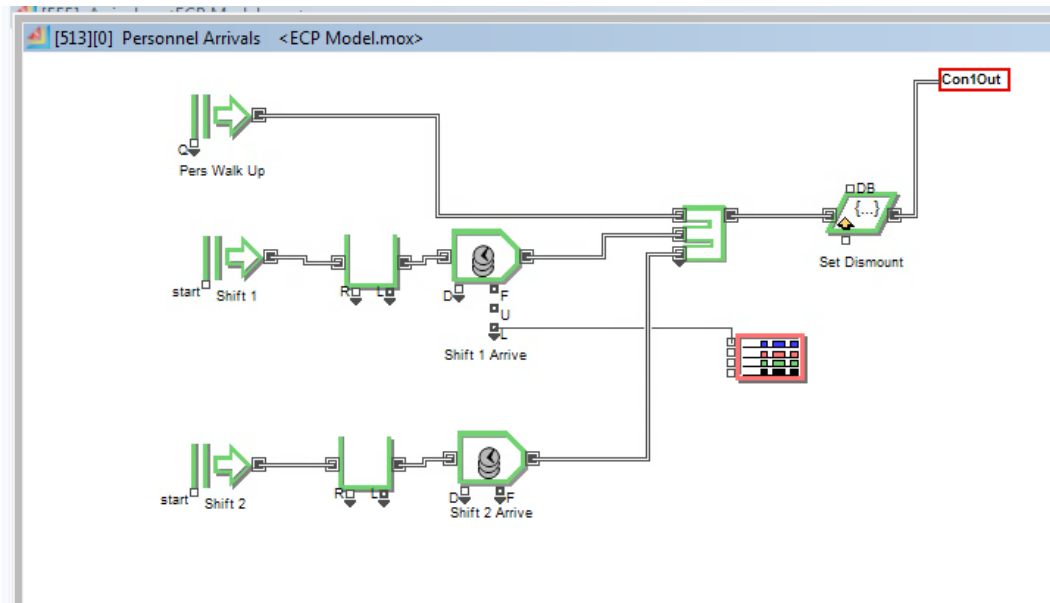 [513][0] Personnel Arrivals <ECP Model.mox>
Con1Out
Q
Pers Walk Up
DB
{...}
Set Dismount
start
Shift 1
R
L
D
F
U
L
Shift 1 Arrive
start
Shift 2
R
L
D
F
Shift 2 Arrive